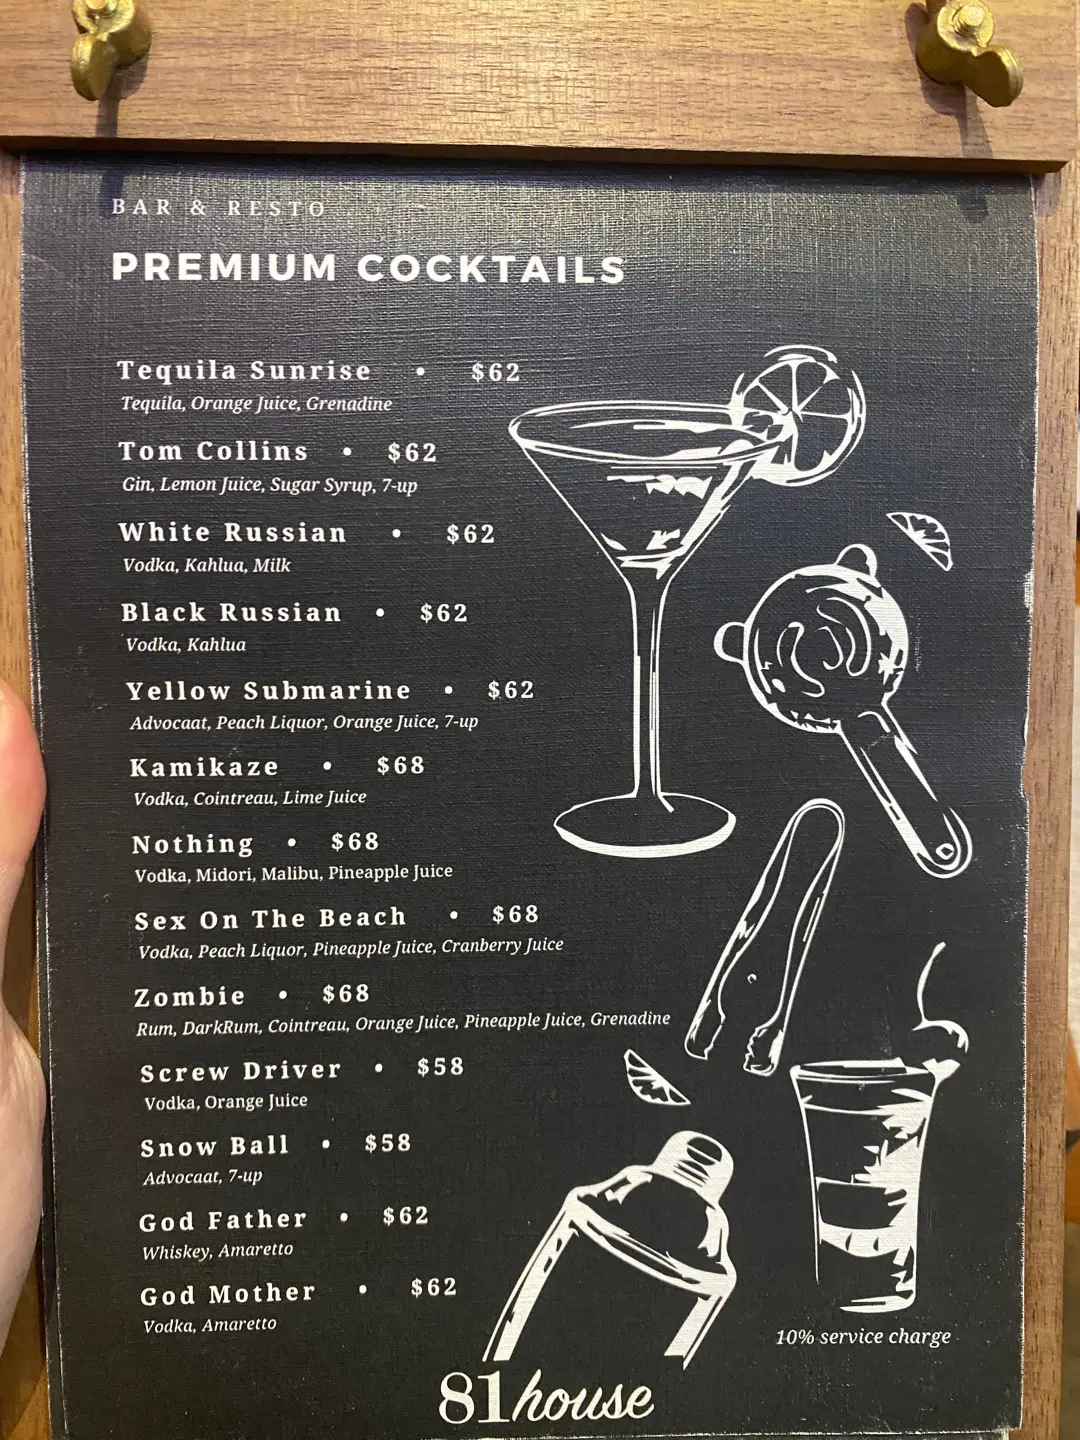 BAR & RESTO
PREMIUM COCKTAILS
Tequila Sunrise • $62
Tequila, Orange Juice, Grenadine
Tom Collins • $62
Gin, Lemon Juice, Sugar Syrup, 7-up
White Russian • $62
Vodka, Kahlua, Milk
Black Russian • $62
Vodka, Kahlua
Yellow Submarine • $62
Advocaat, Peach Liquor, Orange Juice, 7-up
Kamikaze • $68
Vodka, Cointreau, Lime Juice
Nothing • $68
Vodka, Midori, Malibu, Pineapple Juice
Sex On The Beach • $68
Vodka, Peach Liquor, Pineapple Juice, Cranberry Juice
Zombie • $68
Rum, DarkRum, Cointreau, Orange Juice, Pineapple Juice, Grenadine
Screw Driver • $58
Vodka, Orange Juice
Snow Ball • $58
Advocaat, 7-up
God Father • $62
Whiskey, Amaretto
God Mother • $62
Vodka, Amaretto
10% service charge
81house